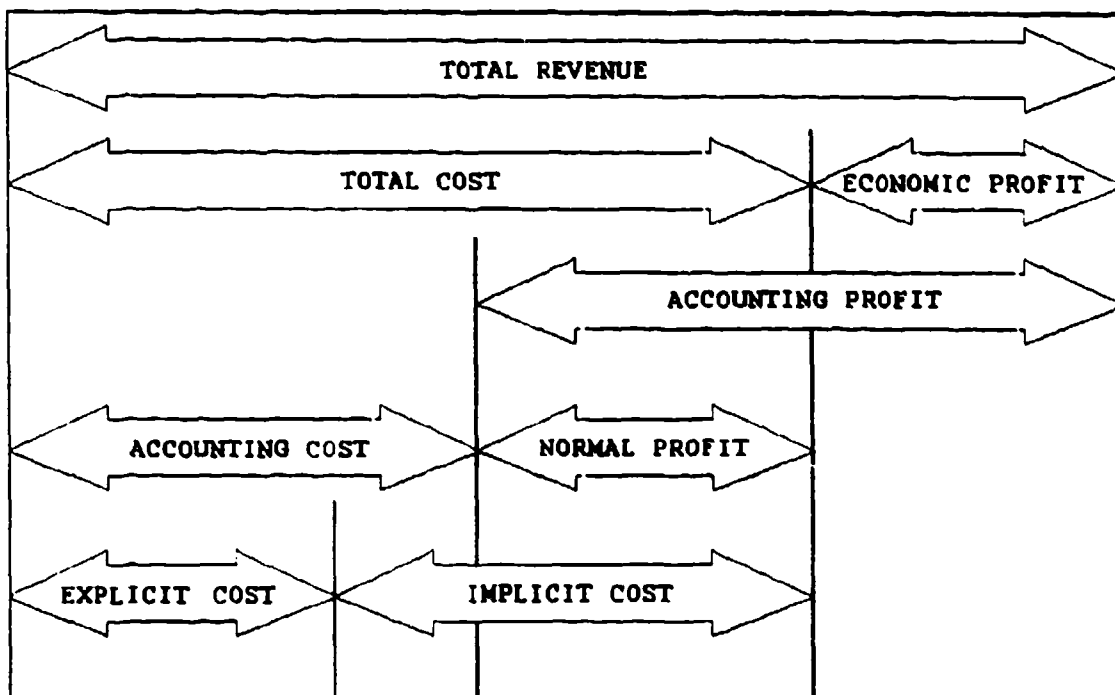 TOTAL REVENUE
TOTAL COST
ECONOMIC PROFIT
ACCOUNTING PROFIT
ACCOUNTING COST
NORMAL PROFIT
EXPLICIT COST
IMPLICIT COST